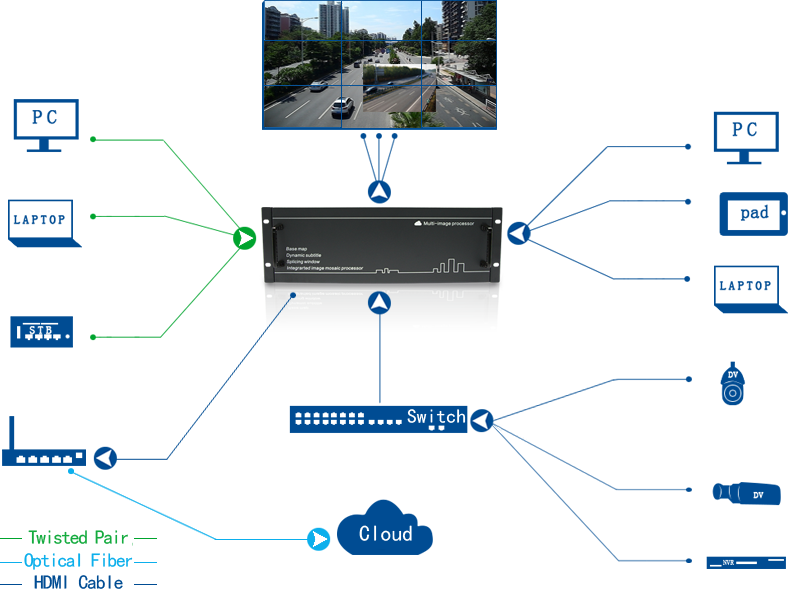 PC
LAPTOP
STB
Multi-image processor
Base map
Dynamic subtitle
Splicing window
Integrarted image mosaic processor
PC
pad
LAPTOP
Switch
DV
DV
NVR
Cloud
Twisted Pair
Optical Fiber
HDMI Cable